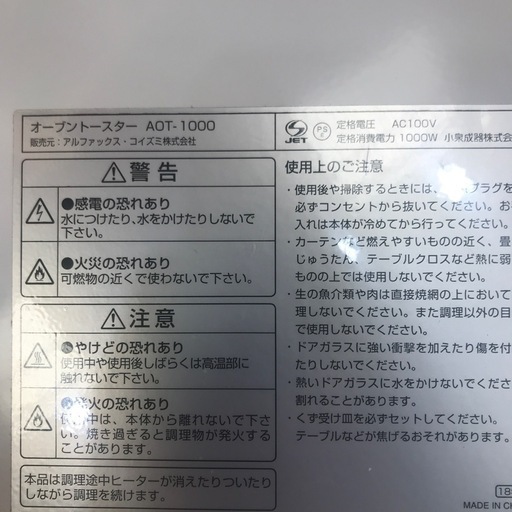 オーブントースター AOT-1000
販売元：アルファックス・コイズミ株式会社
JET
PS
E
定格電圧 AC100V
定格消費電力 1000W 小泉成器株式会
警告
●感電の恐れあり
水につけたり、水をかけたりしないで
下さい。
●火災の恐れあり
可燃物の近くで使わないで下さい。
注意
●やけどの恐れあり
使用中や使用後しばらくは高温部に
触れないで下さい。
●発火の恐れあり
使用中は、本体から離れないで下さ
い。焼き過ぎると調理物が発火する
ことがあります。
本品は調理途中ヒーターが消えたりついたり
しながら調理を続けます。
使用上のご注意
・使用後や掃除するときには、プラグを
必ずコンセントから抜いてください。お
入れは本体が冷めてから行ってください。
・カーテンなど燃えやすいものの近く、畳
じゅうたん、テーブルクロスなど熱に弱
ものの上では使用しないでください。
・生の魚介類や肉は直接焼網の上において
理しないでください。また調理以外の目
で使用しないでください。
・ドアガラスに強い衝撃を加えたり傷を付
たりしないでください。
・熱いドアガラスに水をかけないでくださ
割れることがあります。
・くず受け皿を必ずセットしてください。
テーブルなどが焦げるおそれがあります。
MADE IN CH